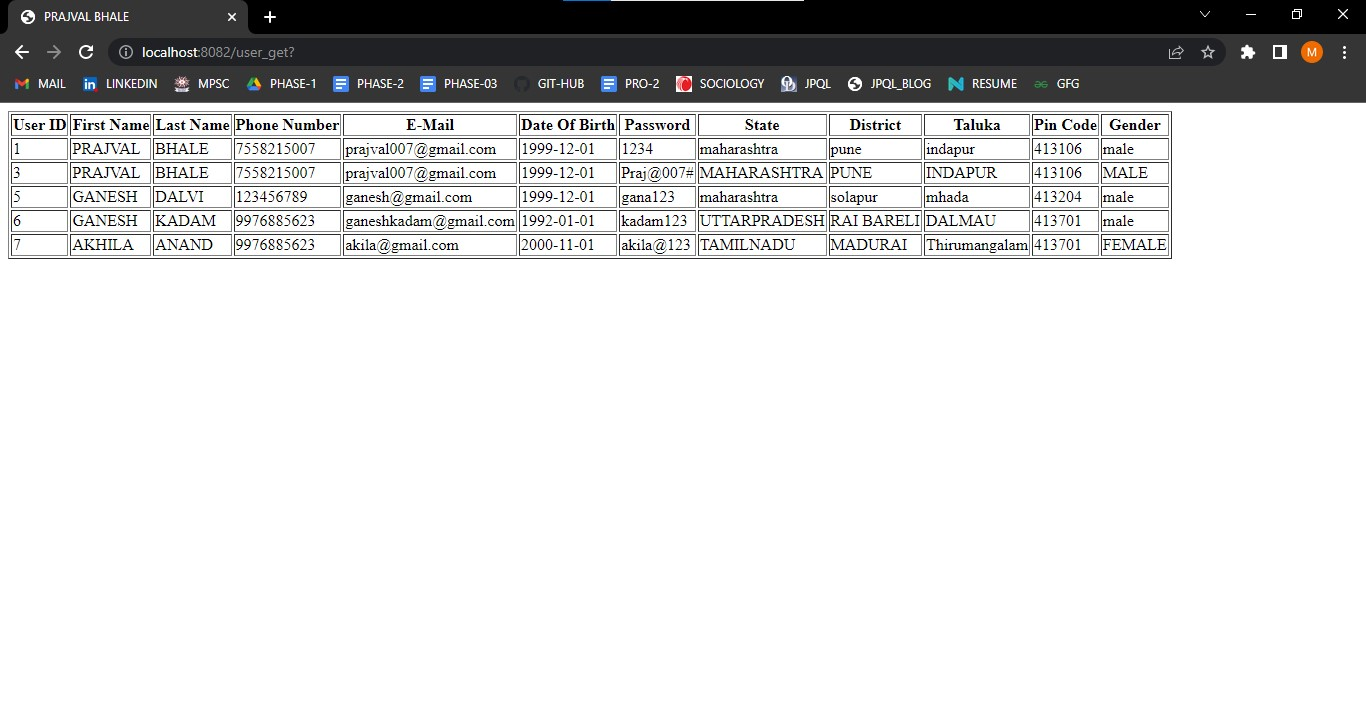 PRAJVAL BHALE
localhost:8082/user_get?
M
MAIL LINKEDIN MPSC PHASE-1 PHASE-2 PHASE-03 GIT-HUB PRO-2 SOCIOLOGY JPQL JPQL_BLOG RESUME GFG
User ID First Name Last Name Phone Number E-Mail Date Of Birth Password State District Taluka Pin Code Gender
1 PRAJVAL BHALE 7558215007 prajval007@gmail.com 1999-12-01 1234 maharashtra pune indapur 413106 male
3 PRAJVAL BHALE 7558215007 prajval007@gmail.com 1999-12-01 Praj@007# MAHARASHTRA PUNE INDAPUR 413106 MALE
5 GANESH DALVI 123456789 ganesh@gmail.com 1999-12-01 gana123 maharashtra solapur mhada 413204 male
6 GANESH KADAM 9976885623 ganeshkadam@gmail.com 1992-01-01 kadam123 UTTARPRADESH RAI BARELI DALMAU 413701 male
7 AKHILA ANAND 9976885623 akila@gmail.com 2000-11-01 akila@123 TAMILNADU MADURAI Thirumangalam 413701 FEMALE